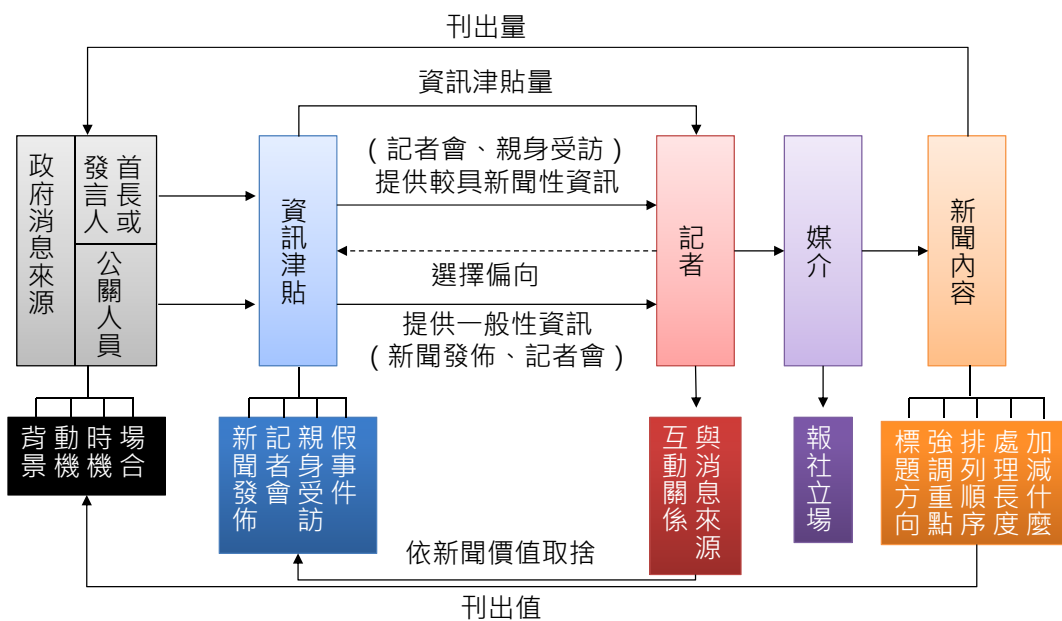 刊出量
資訊津貼量
政府消息來源
首長或
發言人
公關人員
資訊津貼
(記者會、親身受訪)
提供較具新聞性資訊
選擇偏向
提供一般性資訊
(新聞發佈、記者會)
記者
媒介
新聞內容
背景
動機
時機
場合
新聞發佈
記者會
親身受訪
假事件
與消息來源
互動關係
報社立場
標題方向
強調重點
排列順序
處理長度
加減什麼
依新聞價值取捨
刊出值